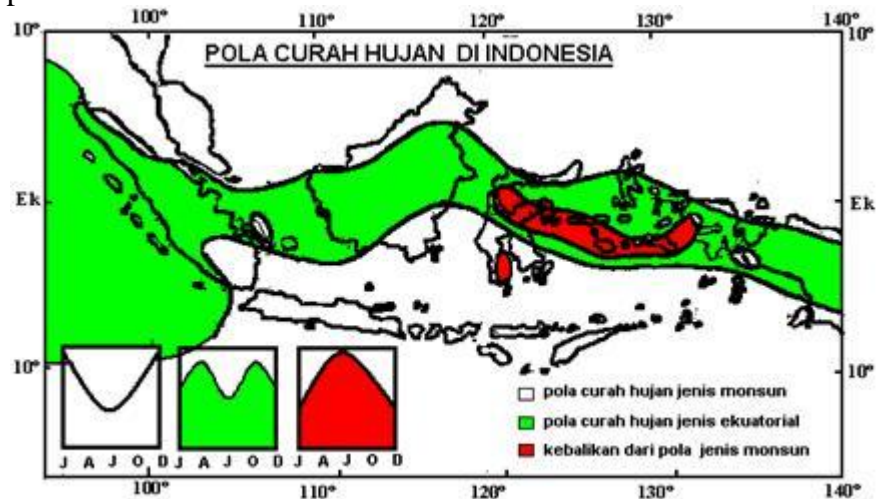 100° 110° 120° 130° 140°
10° 10°
POLA CURAH HUJAN DI INDONESIA
Ek Ek
10° 10°
pola curah hujan jenis monsun
pola curah hujan jenis ekuatorial
kebalikan dari pola jenis monsun
J A J O D J A J O D J A J O D
100° 110° 120° 130° 140°